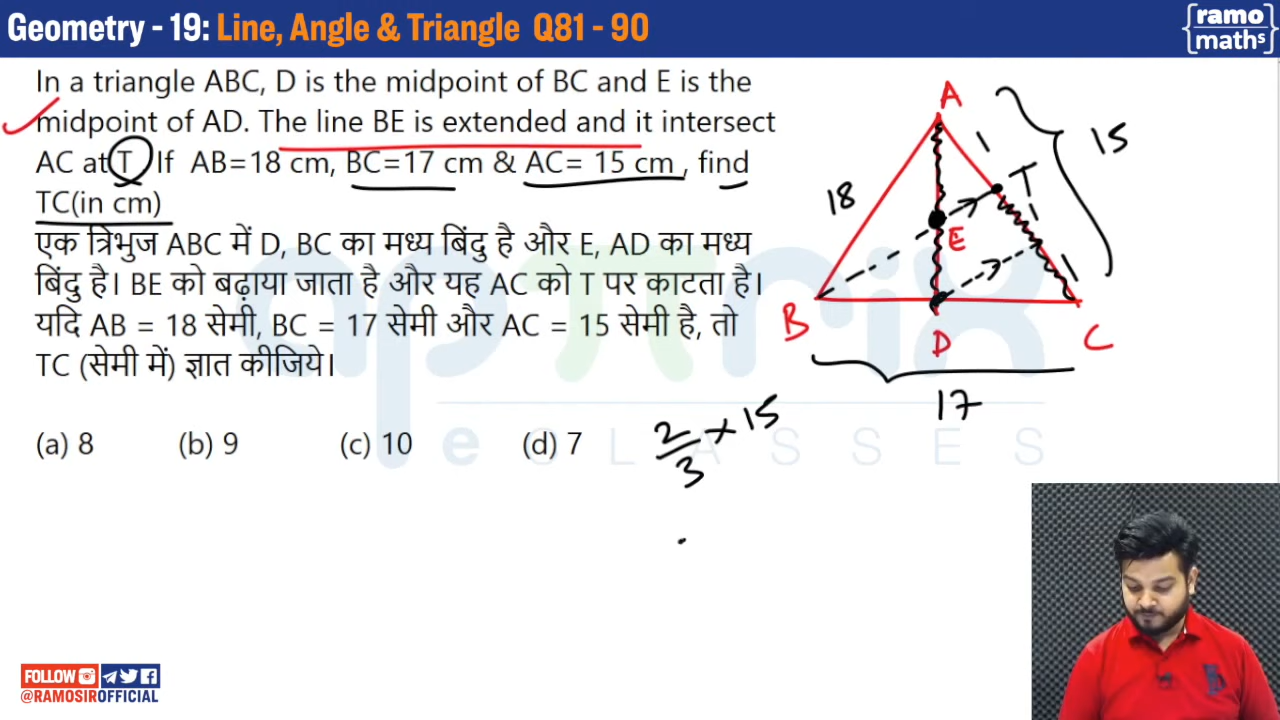 Geometry - 19: Line, Angle & Triangle Q81 - 90
ramo
maths
In a triangle ABC, D is the midpoint of BC and E is the
midpoint of AD. The line BE is extended and it intersect
AC at T. If AB=18 cm, BC=17 cm & AC= 15 cm, find
TC(in cm)
एक त्रिभुज ABC में D, BC का मध्य बिंदु है और E, AD का मध्य
बिंदु है। BE को बढ़ाया जाता है और यह AC को T पर काटता है।
यदि AB = 18 सेमी, BC = 17 सेमी और AC = 15 सेमी है, तो
TC (सेमी में) ज्ञात कीजिये।
(a) 8 (b) 9 (c) 10 (d) 7
2/3 × 15
A
1
15
T
18
1
E
1
B
D
C
17
aptrix
eCLASSES
FOLLOW
@RAMOSIROFFICIAL